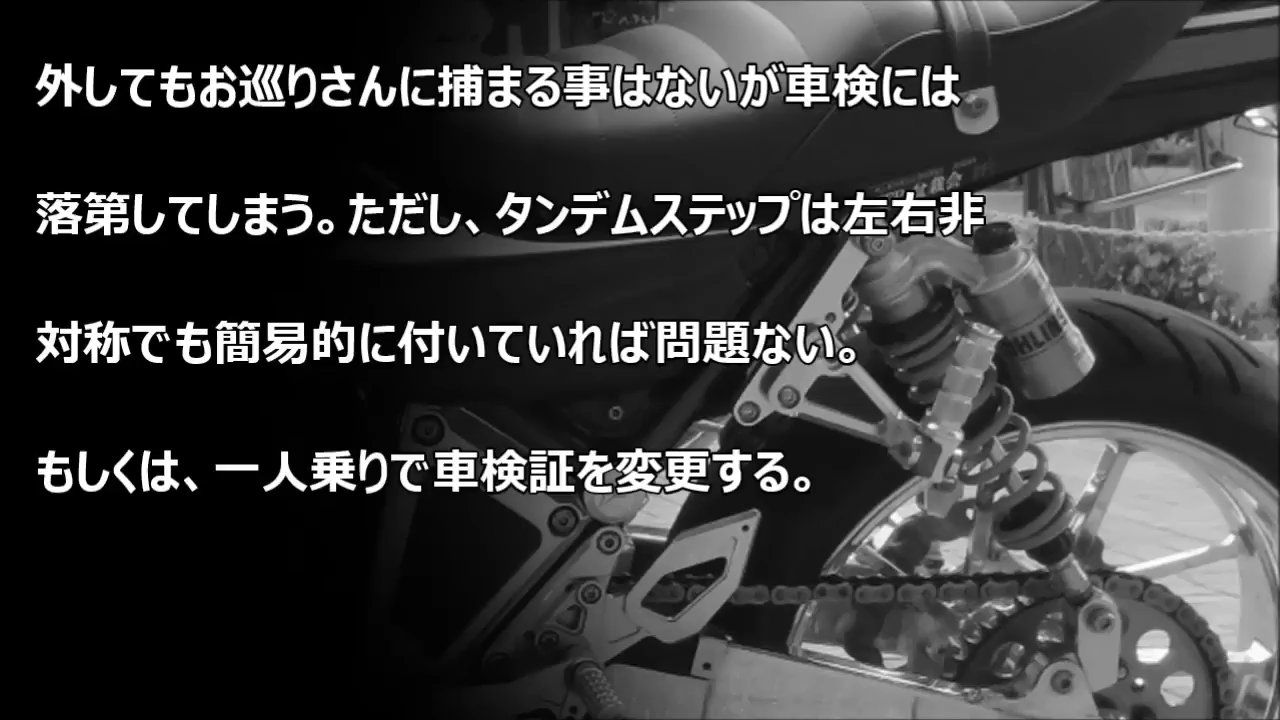 外してもお巡りさんに捕まる事はないが車検には
落第してしまう。ただし、タンデムステップは左右非
対称でも簡易的に付いていれば問題ない。
もしくは、一人乗りで車検証を変更する。